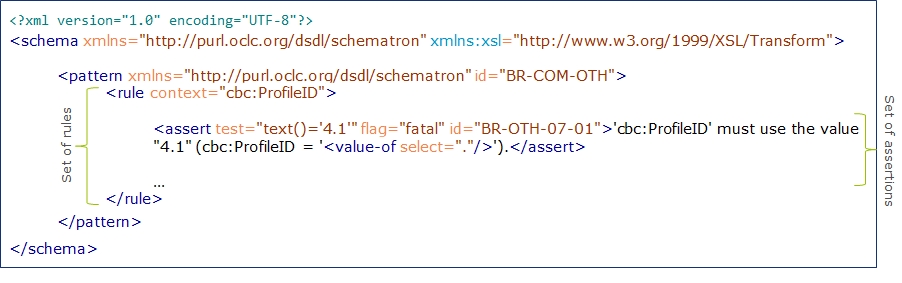 <?xml version="1.0" encoding="UTF-8"?>
<schema xmlns="http://purl.oclc.org/dsdl/schematron" xmlns:xsl="http://www.w3.org/1999/XSL/Transform">
<pattern xmlns="http://purl.oclc.org/dsdl/schematron" id="BR-COM-OTH">
<rule context="cbc:ProfileID">
<assert test="text()='4.1'" flag="fatal" id="BR-OTH-07-01">'cbc:ProfileID' must use the value
"4.1" (cbc:ProfileID = '<value-of select="."/>').</assert>
...
</rule>
</pattern>
</schema>
Set of rules
Set of assertions